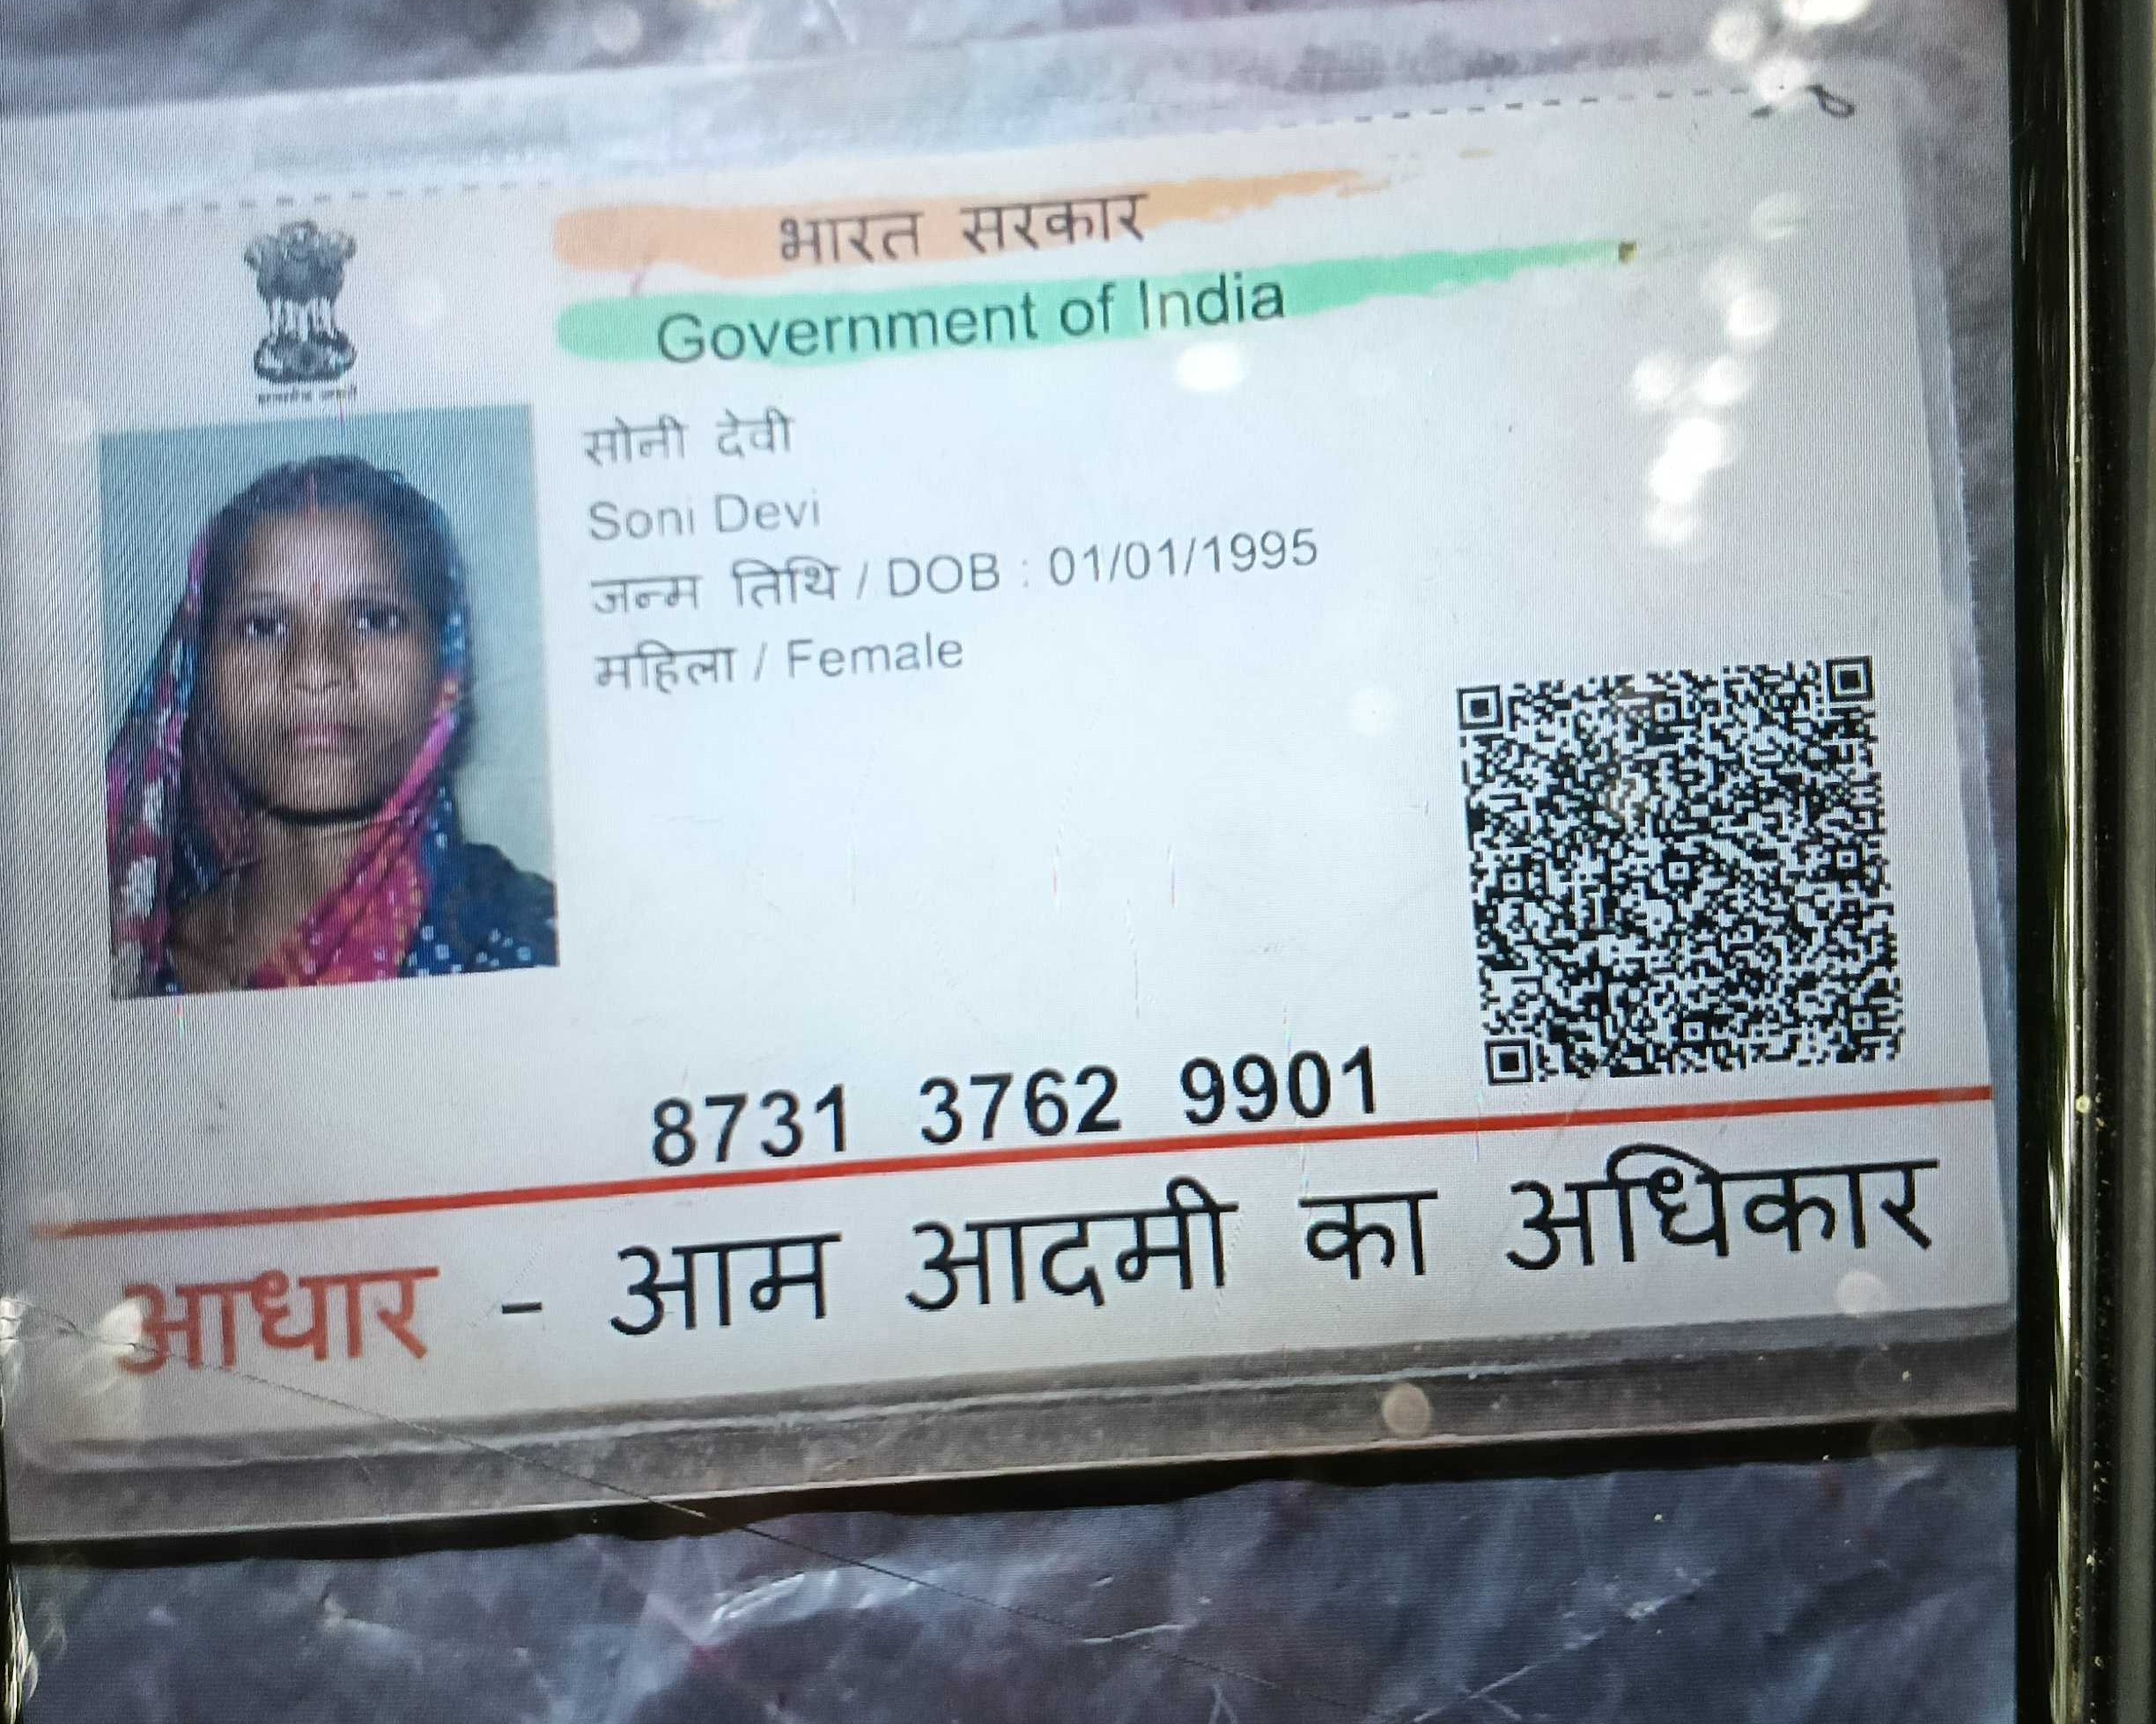 भारत सरकार
Government of India
सोनी देवी
Soni Devi
जन्म तिथि / DOB : 01/01/1995
महिला / Female
8731 3762 9901
आधार - आम आदमी का अधिकार